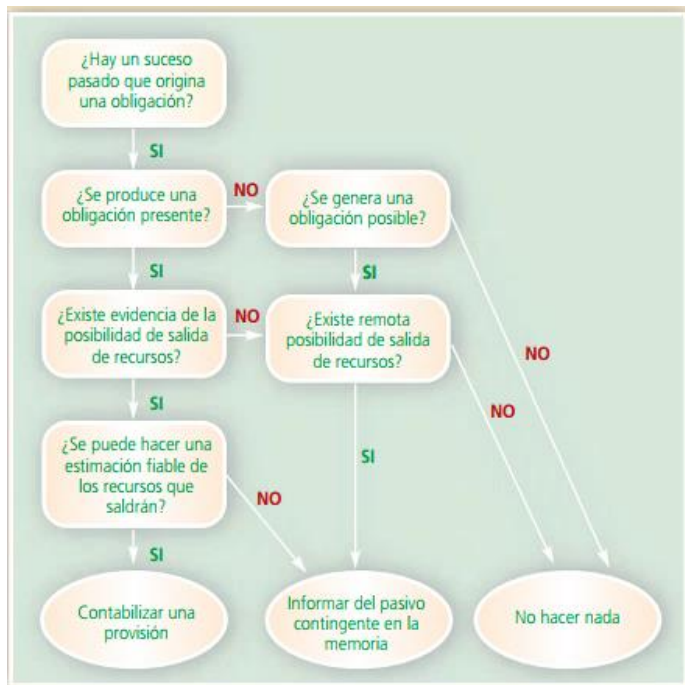 ¿Hay un suceso
pasado que origina
una obligación?
SI
¿Se produce una
obligación presente?
NO
¿Se genera una
obligación posible?
SI
SI
¿Existe evidencia de la
posibilidad de salida
de recursos?
NO
¿Existe remota
posibilidad de salida
de recursos?
NO
NO
SI
¿Se puede hacer una
estimación fiable de
los recursos que
saldrán?
NO
SI
SI
Contabilizar una
provisión
Informar del pasivo
contingente en la
memoria
No hacer nada